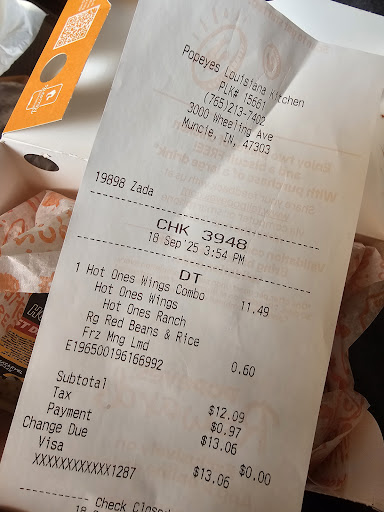 Popeyes Louisiana Kitchen
PLK# 15661
(765)213-7402
3000 Wheeling Ave
Muncie, IN, 47303
19898 Zada
CHK 3948
18 Sep'25 3:54 PM
DT
1 Hot Ones Wings Combo 11.49
Hot Ones Wings
Hot Ones Ranch
Rg Red Beans & Rice
Frz Mng Lmd 0.60
E196500196166992
Subtotal $12.09
Tax $0.97
Payment $13.06
Change Due $0.00
Visa $13.06
XXXXXXXXXXXX1287
Check Closed